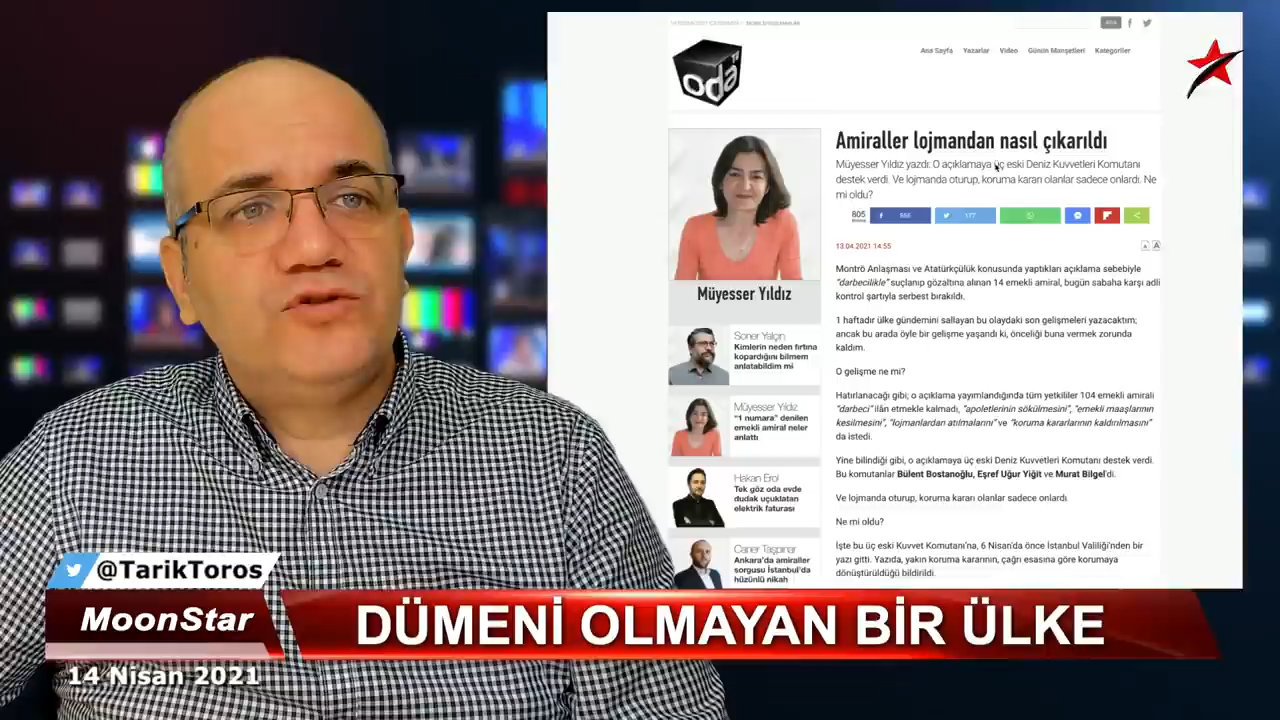 ARA
oda TV
Ana Sayfa Yazarlar Video Günün Manşetleri Kategoriler
Amiraller lojmandan nasıl çıkarıldı
Müyesser Yıldız yazdı: O açıklamaya üç eski Deniz Kuvvetleri Komutanı
destek verdi. Ve lojmanda oturup, koruma kararı olanlar sadece onlardı. Ne
mi oldu?
805
177
13.04.2021 14:55
A A
Montrö Anlaşması ve Atatürkçülük konusunda yaptıkları açıklama sebebiyle
"darbecilikle" suçlanıp gözaltına alınan 14 emekli amiral, bugün sabaha karşı adli
kontrol şartıyla serbest bırakıldı.
1 haftadır ülke gündemini sallayan bu olaydaki son gelişmeleri yazacaktım;
ancak bu arada öyle bir gelişme yaşandı ki, önceliği buna vermek zorunda
kaldım.
O gelişme ne mi?
Hatırlanacağı gibi; o açıklama yayımlandığında tüm yetkililer 104 emekli amirali
"darbeci" ilân etmekle kalmadı, "apoletlerinin sökülmesini", "emekli maaşlarının
kesilmesini", "lojmanlardan atılmalarını" ve "koruma kararlarının kaldırılmasını"
da istedi.
Yine bilindiği gibi, o açıklamaya üç eski Deniz Kuvvetleri Komutanı destek verdi.
Bu komutanlar Bülent Bostanoğlu, Eşref Uğur Yiğit ve Murat Bilgel'di.
Ve lojmanda oturup, koruma kararı olanlar sadece onlardı.
Ne mi oldu?
İşte bu üç eski Kuvvet Komutanı'na, 6 Nisan'da önce İstanbul Valiliği'nden bir
yazı gitti. Yazıda, yakın koruma kararının, çağrı esasına göre korumaya
dönüştürüldüğü bildirildi.
Müyesser Yıldız
Soner Yalçın
Kimlerin neden fırtına
kopardığını bilmem
anlatabildim mi
Müyesser Yıldız
"1 numara" denilen
emekli amiral neler
anlattı
Hakan Erol
Tek göz oda evde
dudak uçuklatan
elektrik faturası
Caner Taşpınar
Ankara'da amiraller
sorgusu İstanbul'da
hüzünlü nikah
@TarikToros
MoonStar
DÜMENİ OLMAYAN BİR ÜLKE
14 Nisan 2021